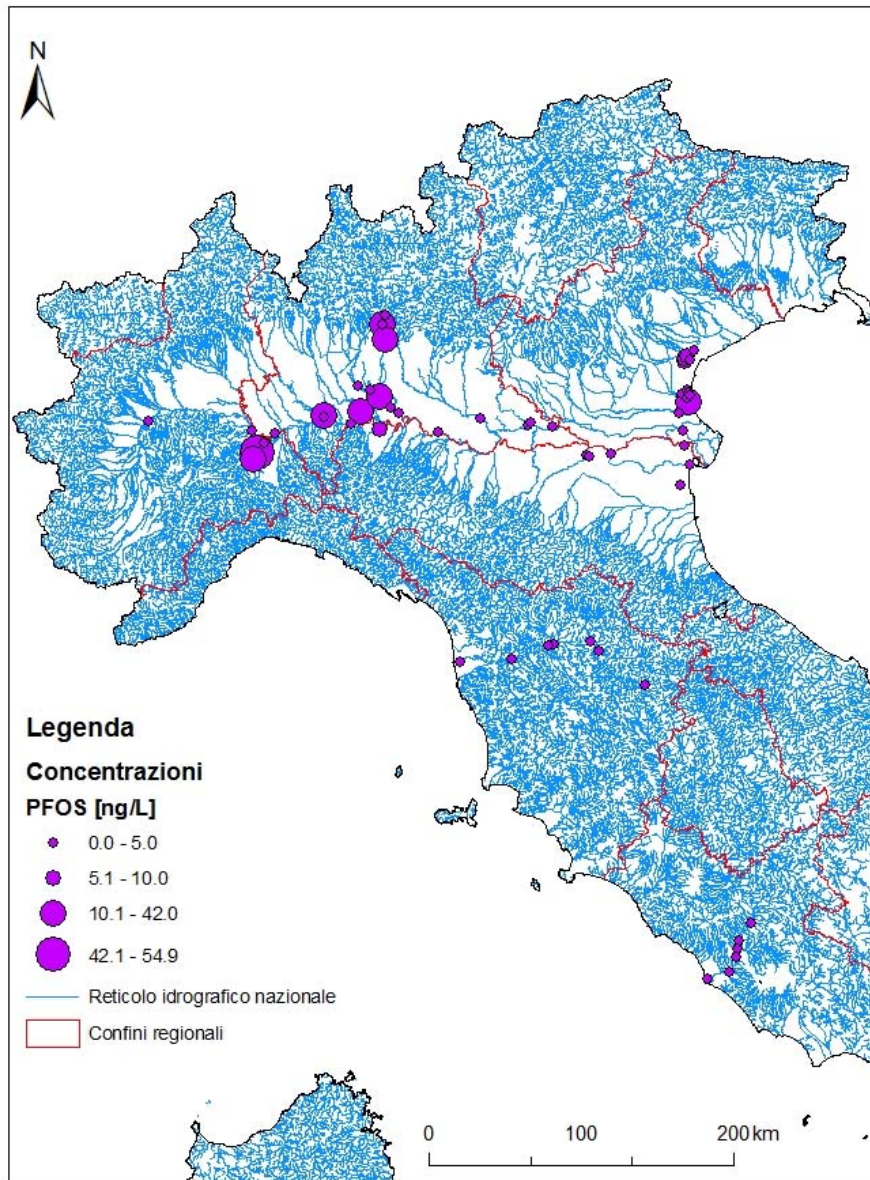 N
Legenda
Concentrazioni
PFOS [ng/L]
0.0 - 5.0
5.1 - 10.0
10.1 - 42.0
42.1 - 54.9
Reticolo idrografico nazionale
Confini regionali
0 100 200 km